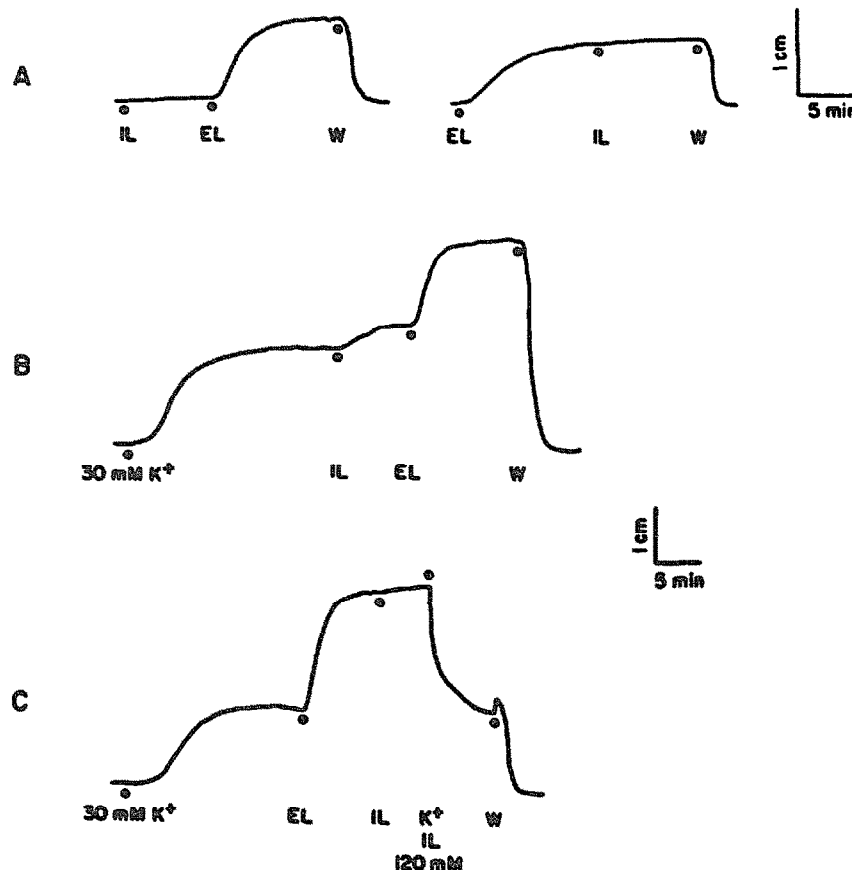 A
IL EL W
EL IL W
1 cm
5 min
B
30 mM K⁺ IL EL W
1 cm
5 min
C
30 mM K⁺ EL IL K⁺ W
IL
120 mM